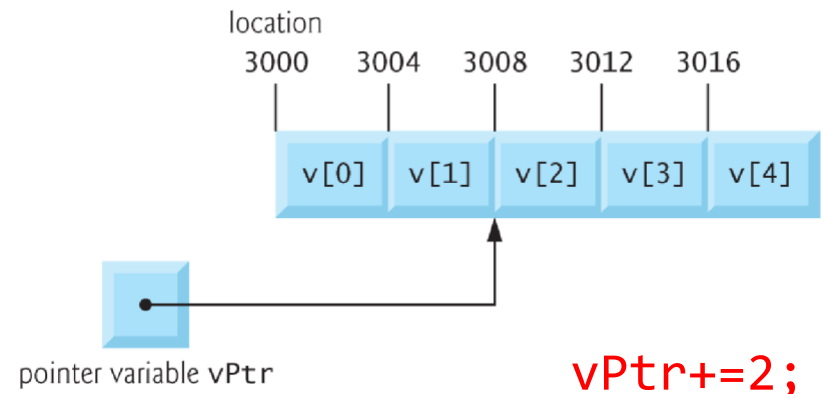 location
3000 3004 3008 3012 3016
v[0] v[1] v[2] v[3] v[4]
pointer variable vPtr
vPtr+=2;